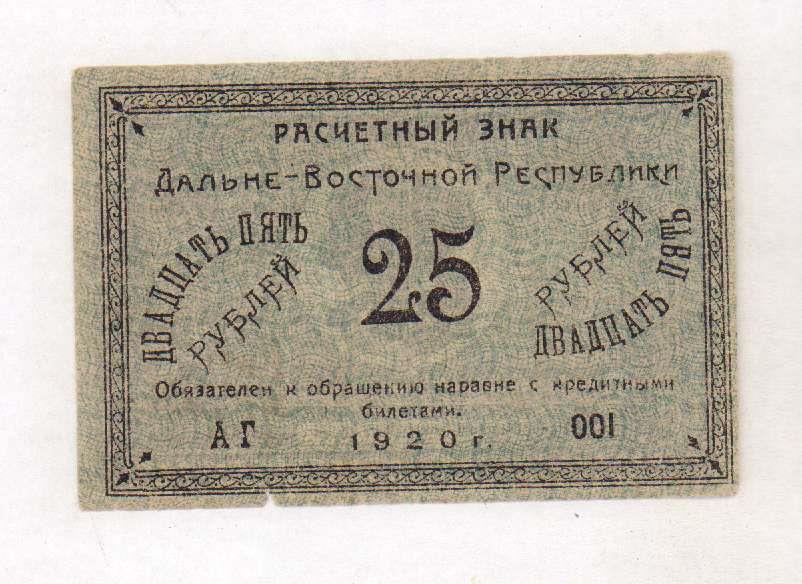 РАСЧЕТНЫЙ ЗНАК
ДАЛЬНЕ-ВОСТОЧНОЙ РЕСПУБЛИКИ
ДВАДЦАТЬ ПЯТЬ
РУБЛЕЙ
25
РУБЛЕЙ
ДВАДЦАТЬ ПЯТЬ
Обязателен к обращению наравне с кредитными
билетами.
АГ 001
1920 г.